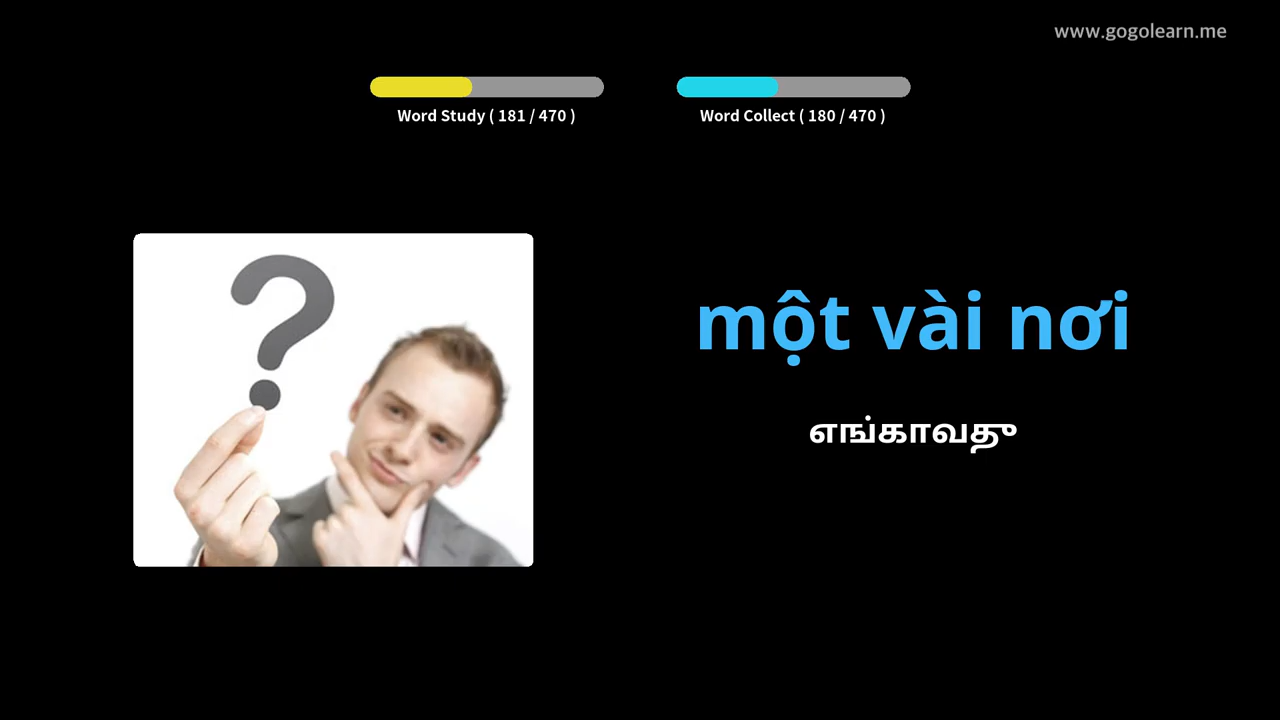 www.gogolearn.me
Word Study ( 181 / 470 )
Word Collect ( 180 / 470 )
một vài nơi
எங்காவது